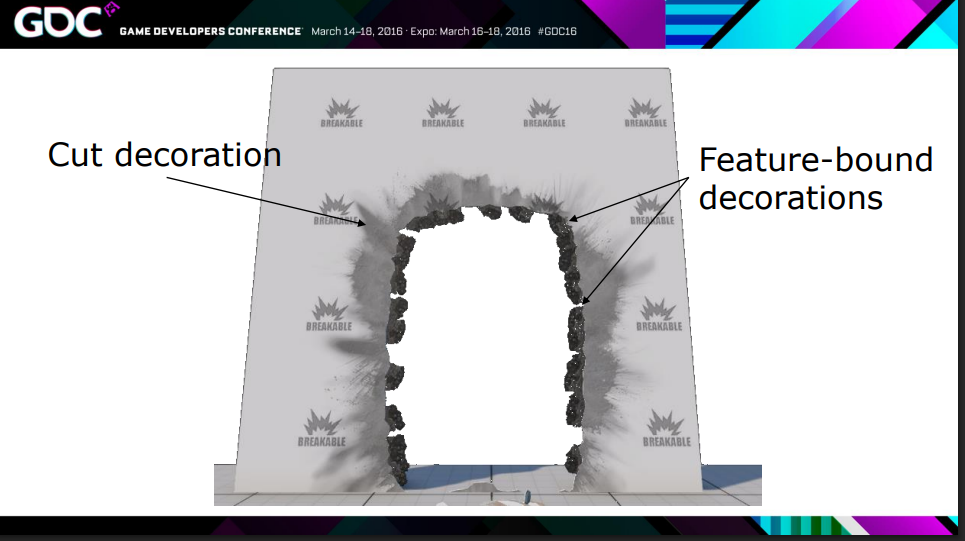 GDC
GAME DEVELOPERS CONFERENCE March 14–18, 2016 · Expo: March 16–18, 2016 #GDC16
BREAKABLE BREAKABLE BREAKABLE BREAKABLE
Cut decoration
Feature-bound
decorations
BREAKABLE BREAKABLE
BREAKABLE BREAKABLE
BREAKABLE BREAKABLE